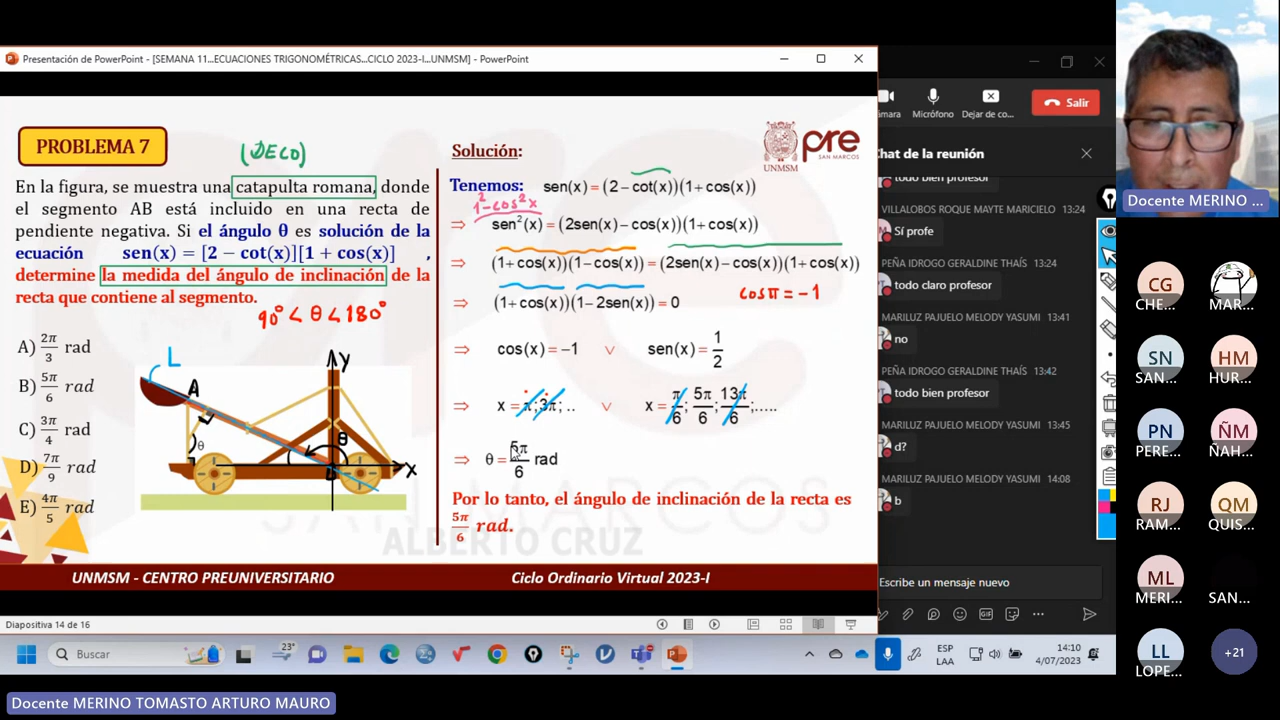 Presentación de PowerPoint - [SEMANA 11...ECUACIONES TRIGONOMÉTRICAS...CICLO 2023-I...UNMSM] - PowerPoint
PROBLEMA 7
(DECO)
En la figura, se muestra una catapulta romana, donde
el segmento AB está incluido en una recta de
pendiente negativa. Si el ángulo θ es solución de la
ecuación sen(x) = [2 − cot(x)][1 + cos(x)] ,
determine la medida del ángulo de inclinación de la
recta que contiene al segmento.
90° < θ < 180°
A) 2π/3 rad
B) 5π/6 rad
C) 3π/4 rad
D) 7π/9 rad
E) 4π/5 rad
L
A
y
θ
θ
B
x
Solución:
UNMSM
pre
SAN MARCOS
Tenemos: sen(x) = (2 − cot(x))(1 + cos(x))
1² − cos²x
⇒ sen²(x) = (2sen(x) − cos(x))(1 + cos(x))
⇒ (1 + cos(x))(1 − cos(x)) = (2sen(x) − cos(x))(1 + cos(x))
cos π = −1
⇒ (1 + cos(x))(1 − 2sen(x)) = 0
⇒ cos(x) = −1 ∨ sen(x) = 1/2
⇒ x = π; 3π; .. ∨ x = π/6; 5π/6; 13π/6; .....
⇒ θ = 5π/6 rad
Por lo tanto, el ángulo de inclinación de la recta es
5π/6 rad.
SAN MARCOS
ALBERTO CRUZ
UNMSM - CENTRO PREUNIVERSITARIO
Ciclo Ordinario Virtual 2023-I
Diapositiva 14 de 16
Buscar
23°
ESP
LAA
14:10
4/07/2023
Docente MERINO TOMASTO ARTURO MAURO
Micrófono
Dejar de co...
Salir
Chat de la reunión
todo bien profesor
VILLALOBOS ROQUE MAYTE MARICIELO 13:24
Sí profe
PEÑA IDROGO GERALDINE THAÍS 13:24
todo claro profesor
MARILUZ PAJUELO MELODY YASUMI 13:41
no
PEÑA IDROGO GERALDINE THAÍS 13:42
todo bien profesor
MARILUZ PAJUELO MELODY YASUMI 13:45
d?
MARILUZ PAJUELO MELODY YASUMI 14:08
b
Escribe un mensaje nuevo
Docente MERINO ...
CG
CHE...
MAR...
SN
SAN...
HM
HUR...
PN
PERE...
ÑM
ÑAH...
RJ
RAM...
QM
QUIS...
ML
MERI...
SAN...
LL
LOPE...
+21